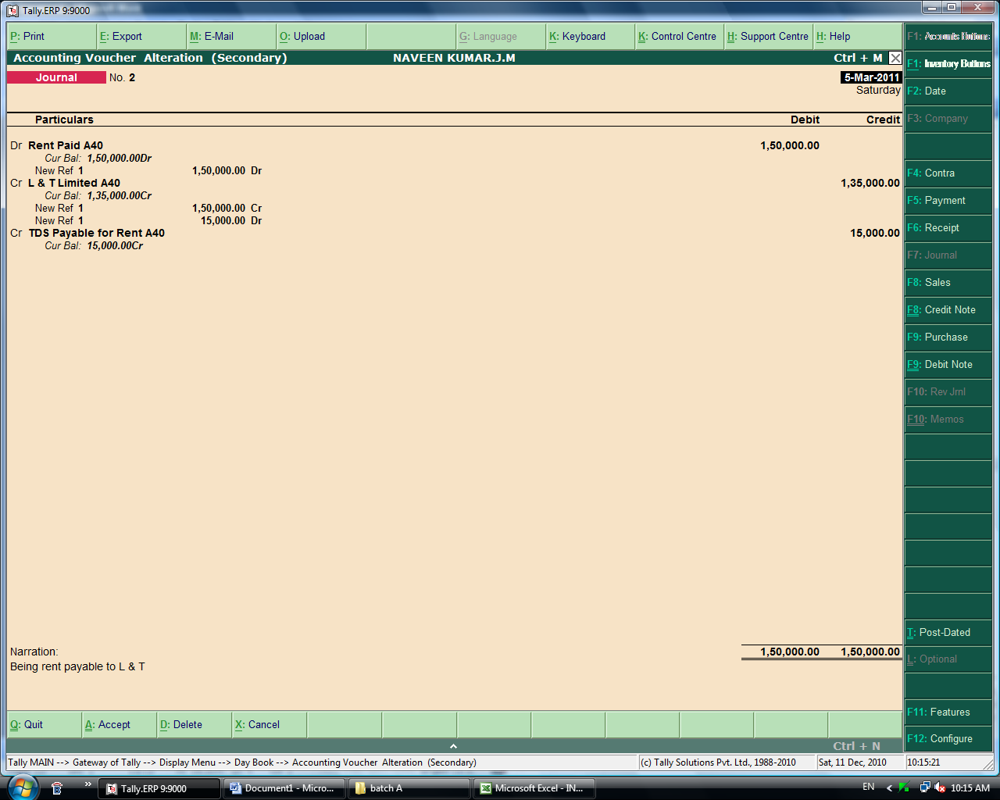 Tally.ERP 9:9000
P: Print E: Export M: E-Mail O: Upload G: Language K: Keyboard K: Control Centre H: Support Centre H: Help
Accounting Voucher Alteration (Secondary) NAVEEN KUMAR.J.M Ctrl + M
Journal No. 2 5-Mar-2011
Saturday
Particulars Debit Credit
Dr Rent Paid A40 1,50,000.00
Cur Bal: 1,50,000.00Dr
New Ref 1 1,50,000.00 Dr
Cr L & T Limited A40 1,35,000.00
Cur Bal: 1,35,000.00Cr
New Ref 1 1,50,000.00 Cr
New Ref 1 15,000.00 Dr
Cr TDS Payable for Rent A40 15,000.00
Cur Bal: 15,000.00Cr
Narration: 1,50,000.00 1,50,000.00
Being rent payable to L & T
F1: Accounts Buttons
F1: Inventory Buttons
F2: Date
F3: Company
F4: Contra
F5: Payment
F6: Receipt
F7: Journal
F8: Sales
F8: Credit Note
F9: Purchase
F9: Debit Note
F10: Rev Jrnl
F10: Memos
T: Post-Dated
L: Optional
F11: Features
F12: Configure
Q: Quit A: Accept D: Delete X: Cancel
Ctrl + N
Tally MAIN --> Gateway of Tally --> Display Menu --> Day Book --> Accounting Voucher Alteration (Secondary) (c) Tally Solutions Pvt. Ltd., 1988-2010 Sat, 11 Dec, 2010 10:15:21
Tally.ERP 9:9000 Document1 - Micro... batch A Microsoft Excel - IN... EN 10:15 AM